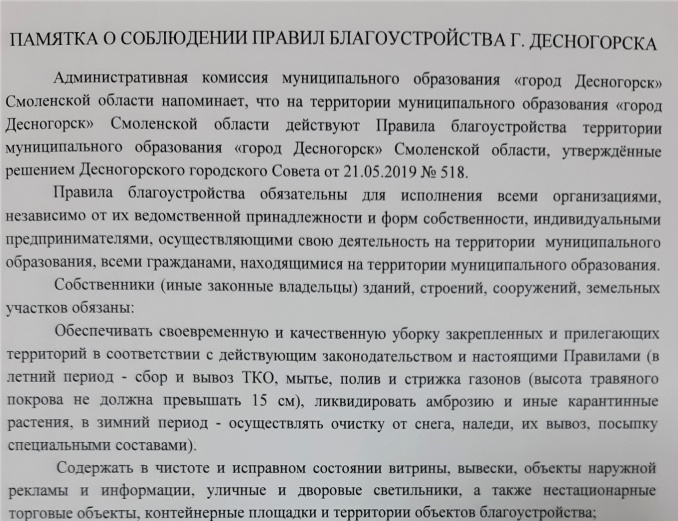 ПАМЯТКА О СОБЛЮДЕНИИ ПРАВИЛ БЛАГОУСТРОЙСТВА Г. ДЕСНОГОРСКА
Административная комиссия муниципального образования «город Десногорск»
Смоленской области напоминает, что на территории муниципального образования «город
Десногорск» Смоленской области действуют Правила благоустройства территории
муниципального образования «город Десногорск» Смоленской области, утверждённые
решением Десногорского городского Совета от 21.05.2019 № 518.
Правила благоустройства обязательны для исполнения всеми организациями,
независимо от их ведомственной принадлежности и форм собственности, индивидуальными
предпринимателями, осуществляющими свою деятельность на территории муниципального
образования, всеми гражданами, находящимися на территории муниципального образования.
Собственники (иные законные владельцы) зданий, строений, сооружений, земельных
участков обязаны:
Обеспечивать своевременную и качественную уборку закрепленных и прилегающих
территорий в соответствии с действующим законодательством и настоящими Правилами (в
летний период - сбор и вывоз ТКО, мытье, полив и стрижка газонов (высота травяного
покрова не должна превышать 15 см), ликвидировать амброзию и иные карантинные
растения, в зимний период - осуществлять очистку от снега, наледи, их вывоз, посыпку
специальными составами).
Содержать в чистоте и исправном состоянии витрины, вывески, объекты наружной
рекламы и информации, уличные и дворовые светильники, а также нестационарные
торговые объекты, контейнерные площадки и территории объектов благоустройства;